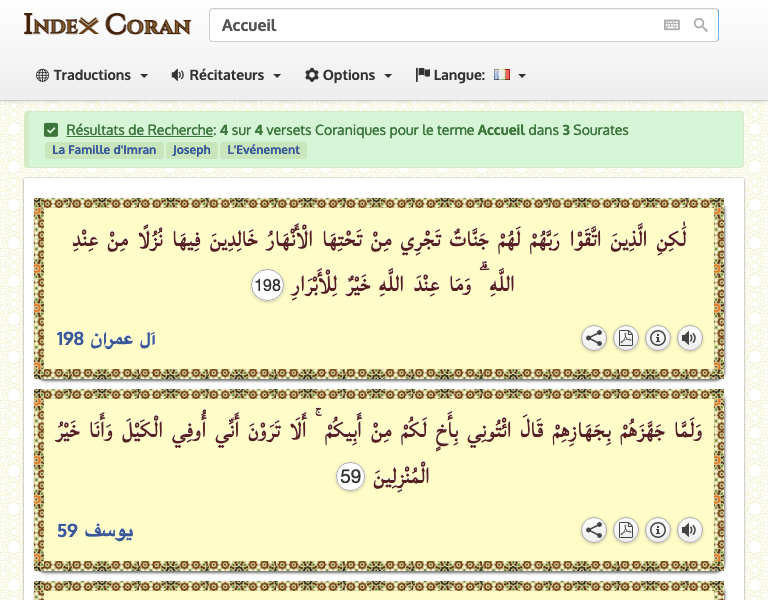 INDEX CORAN
Accueil
Traductions
Récitateurs
Options
Langue:
Résultats de Recherche: 4 sur 4 versets Coraniques pour le terme Accueil dans 3 Sourates
La Famille d'Imran Joseph L'Evénement
لَٰكِنِ الَّذِينَ اتَّقَوْا رَبَّهُمْ لَهُمْ جَنَّاتٌ تَجْرِي مِنْ تَحْتِهَا الْأَنْهَارُ خَالِدِينَ فِيهَا نُزُلًا مِنْ عِنْدِ
اللَّهِ ۗ وَمَا عِنْدَ اللَّهِ خَيْرٌ لِلْأَبْرَارِ 198
آل عمران 198
وَلَمَّا جَهَّزَهُمْ بِجَهَازِهِمْ قَالَ ائْتُونِي بِأَخٍ لَكُمْ مِنْ أَبِيكُمْ ۚ أَلَا تَرَوْنَ أَنِّي أُوفِي الْكَيْلَ وَأَنَا خَيْرُ
الْمُنْزِلِينَ 59
يوسف 59